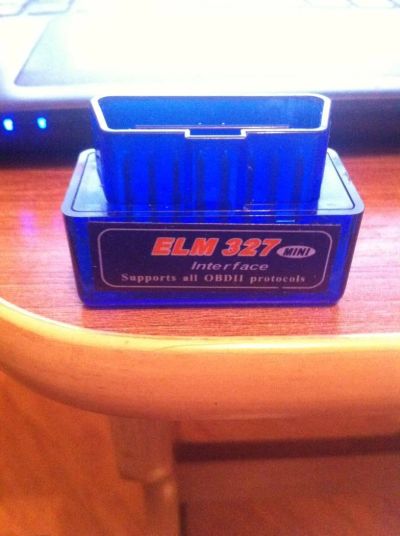 ELM 327 MINI
Interface
Supports all OBDII protocols